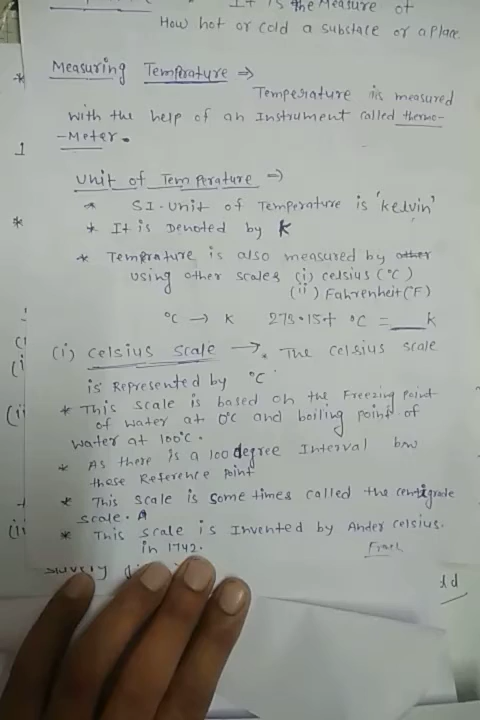 It is the Measure of
How hot or cold a substace or a place.
* Measuring Temprature ⇒
Temperature is measured
with the help of an Instrument called thermo-
-Meter.
1
Unit of Temperature ⇒
* S.I. Unit of Temperature is 'Kelvin'
* It is Denoted by K
* Temprature is also measured by other
using other scales (i) celsius (°C)
(ii) Fahrenheit (F)
°C → K 273.15+ °C = ___ K
(i) Celsius Scale → * The Celsius scale
is Represented by °C
* This scale is based on the Freezing point
of water at 0°C and boiling point of
water at 100°C.
* As there is a 100 degree Interval b/w
these Reference point
* This scale is some times called the centigrade
scale. A
* This scale is Invented by Ander celsius.
in 1742.